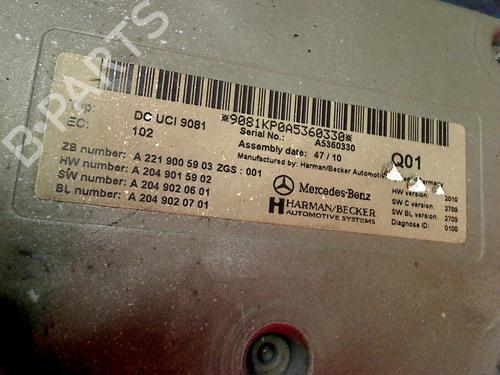 *9081KP0A5360330*
Typ: DC UCI 9081
Serial No.: A5360330
EC: 102
Assembly date: 47 / 10
Q01
Manufactured by: Harman/Becker Automotive Germany
ZB number: A 221 900 59 03 ZGS : 001
HW number: A 204 901 59 02
SW number: A 204 902 06 01
BL number: A 204 902 07 01
Mercedes-Benz
HARMAN/BECKER
AUTOMOTIVE SYSTEMS
HW version: 2010
SW C version: 2709
SW BL version: 2709
Diagnose ID: 0100
B-PARTS